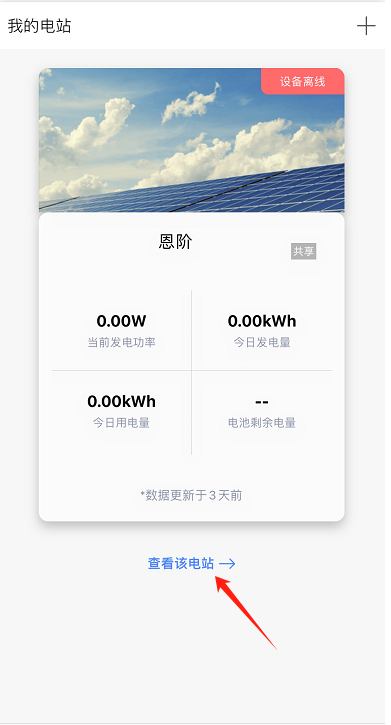 我的电站
设备离线
恩阶
共享
0.00W
0.00kWh
当前发电功率
今日发电量
0.00kWh
--
今日用电量
电池剩余电量
*数据更新于3天前
查看该电站